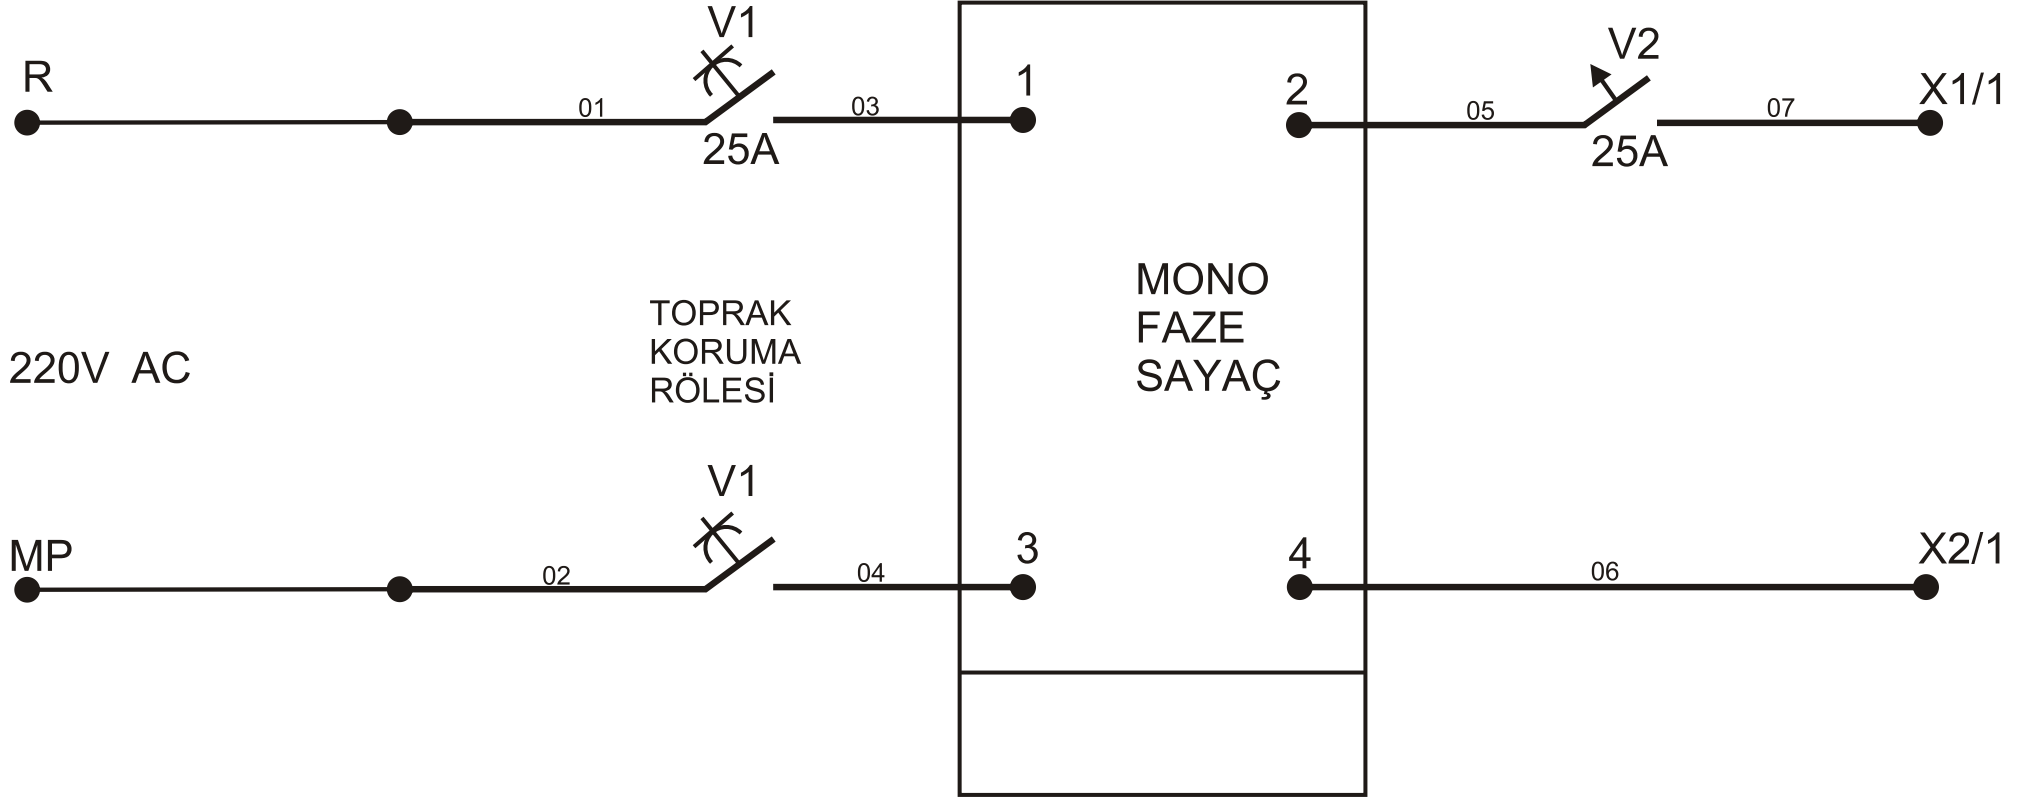 R
01
V1
25A
03
1
2
05
V2
25A
07
X1/1
220V AC
TOPRAK
KORUMA
RÖLESİ
MONO
FAZE
SAYAÇ
MP
02
V1
04
3
4
06
X2/1